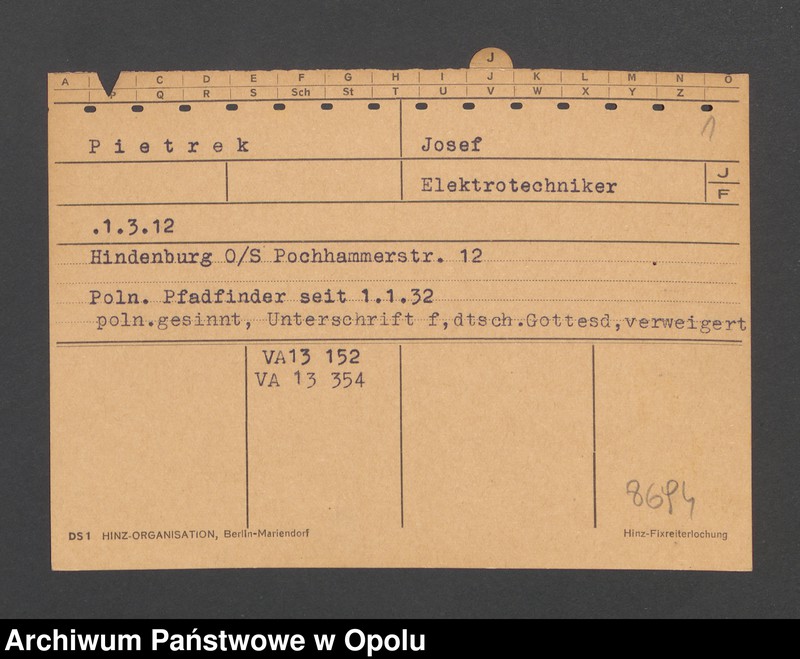 J
A C D E F G H I J K L M N O
P Q R S Sch St T U V W X Y Z
1
Pietrek Josef
Elektrotechniker J
F
.1.3.12
Hindenburg O/S Pochhammerstr. 12
Poln. Pfadfinder seit 1.1.32
poln.gesinnt, Unterschrift f,dtsch.Gottesd,verweigert
VA13 152
VA 13 354
8694
DS1 HINZ-ORGANISATION, Berlin-Mariendorf Hinz-Fixreiterlochung
Archiwum Państwowe w Opolu